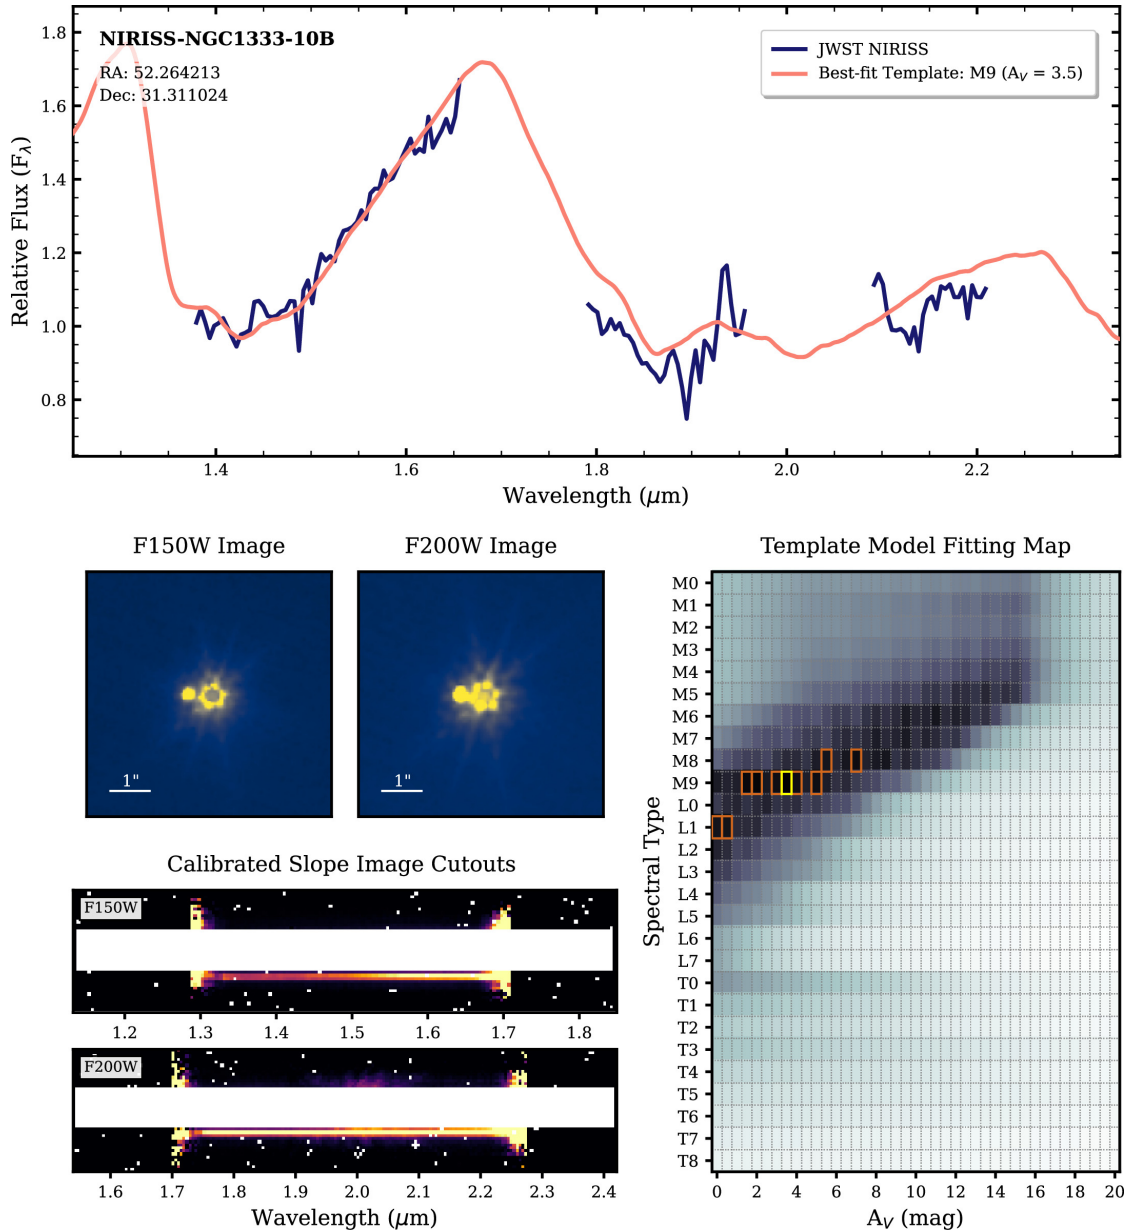 NIRISS-NGC1333-10B
RA: 52.264213
Dec: 31.311024
JWST NIRISS
Best-fit Template: M9 (A_V = 3.5)
Relative Flux (F_λ)
1.8
1.6
1.4
1.2
1.0
0.8
1.4 1.6 1.8 2.0 2.2
Wavelength (μm)
F150W Image
F200W Image
1"
1"
Calibrated Slope Image Cutouts
F150W
1.2 1.3 1.4 1.5 1.6 1.7 1.8
F200W
1.6 1.7 1.8 1.9 2.0 2.1 2.2 2.3 2.4
Wavelength (μm)
Template Model Fitting Map
Spectral Type
M0
M1
M2
M3
M4
M5
M6
M7
M8
M9
L0
L1
L2
L3
L4
L5
L6
L7
T0
T1
T2
T3
T4
T5
T6
T7
T8
0 2 4 6 8 10 12 14 16 18 20
A_V (mag)